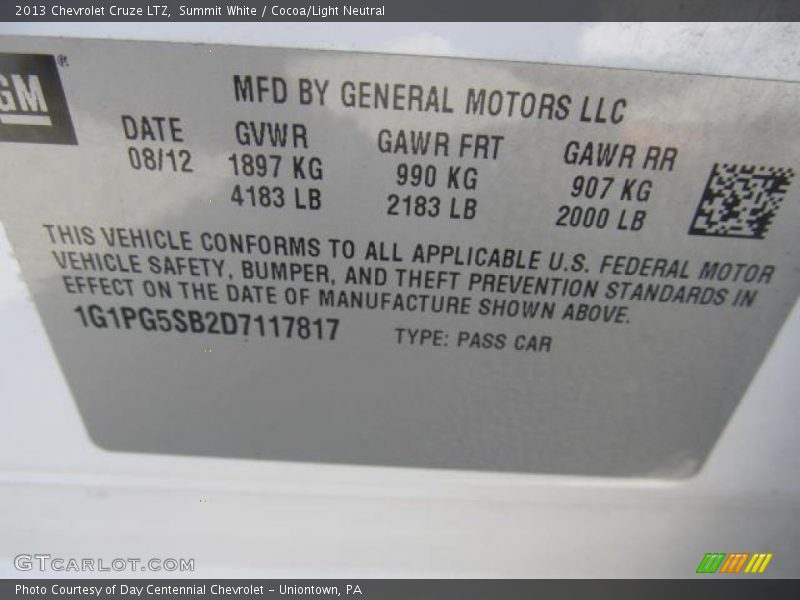 2013 Chevrolet Cruze LTZ,  Summit White / Cocoa/Light Neutral
GM ®
MFD BY GENERAL MOTORS LLC
DATE GVWR GAWR FRT GAWR RR
08/12 1897 KG 990 KG 907 KG
4183 LB 2183 LB 2000 LB
THIS VEHICLE CONFORMS TO ALL APPLICABLE U.S. FEDERAL MOTOR
VEHICLE SAFETY, BUMPER, AND THEFT PREVENTION STANDARDS IN
EFFECT ON THE DATE OF MANUFACTURE SHOWN ABOVE.
1G1PG5SB2D7117817 TYPE: PASS CAR
GTCARLOT.COM
Photo Courtesy of Day Centennial Chevrolet - Uniontown, PA